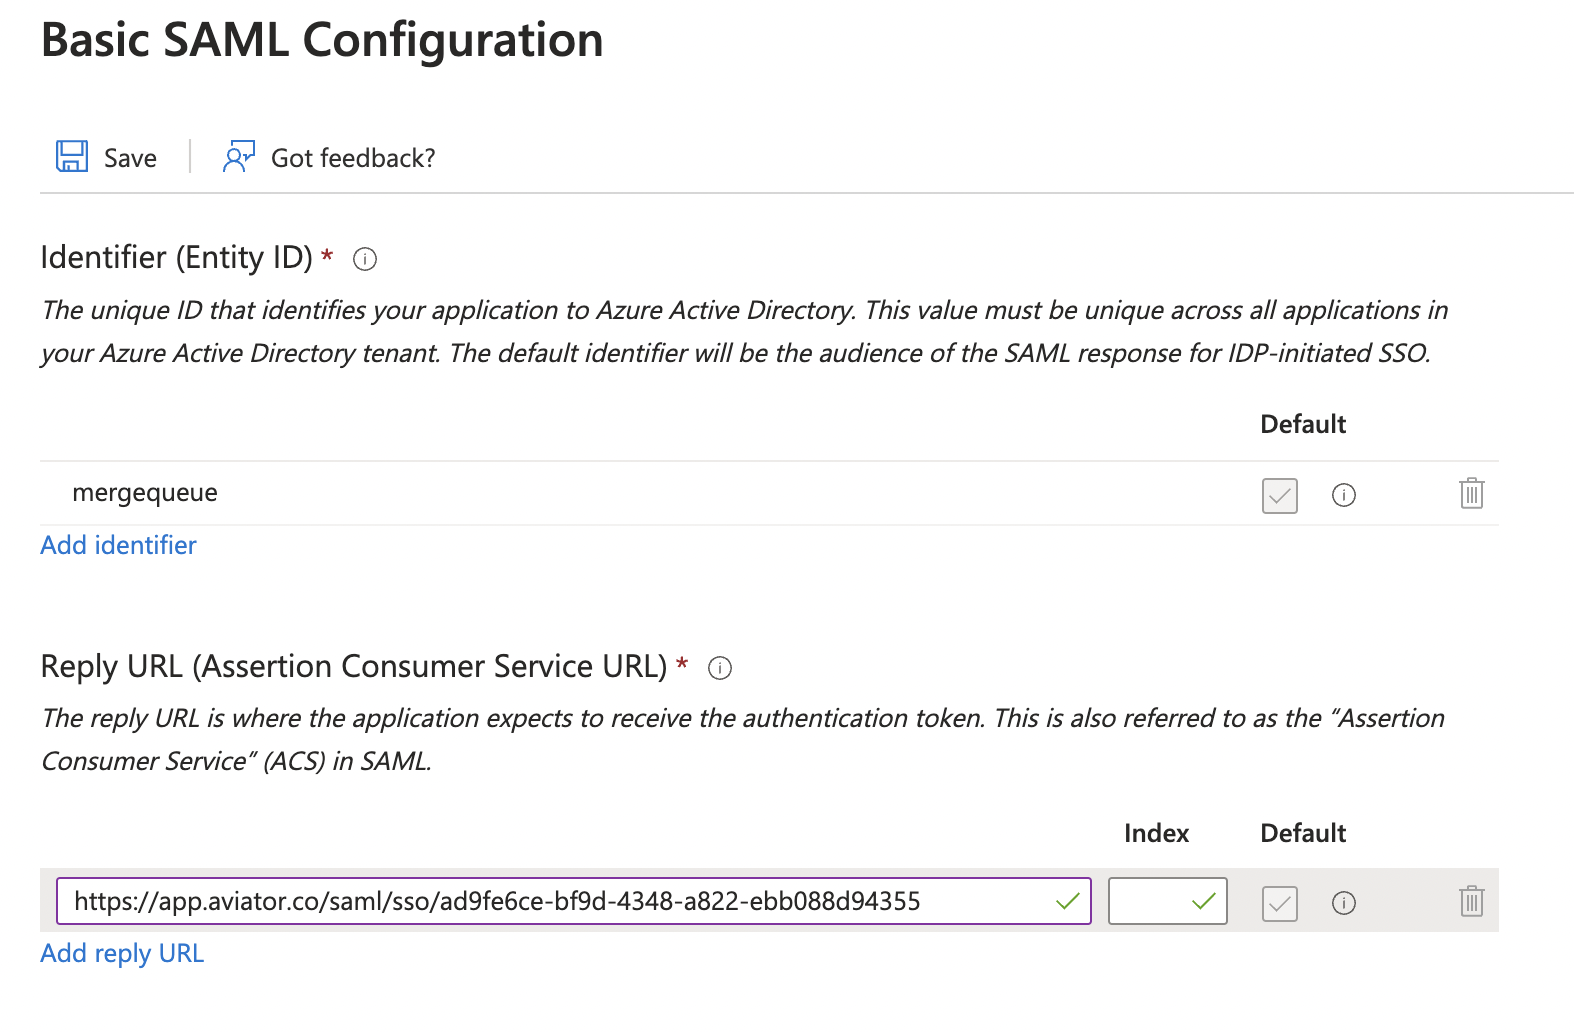 Basic SAML Configuration
Save
Got feedback?
Identifier (Entity ID) *
The unique ID that identifies your application to Azure Active Directory. This value must be unique across all applications in
your Azure Active Directory tenant. The default identifier will be the audience of the SAML response for IDP-initiated SSO.
Default
mergequeue
Add identifier
Reply URL (Assertion Consumer Service URL) *
The reply URL is where the application expects to receive the authentication token. This is also referred to as the “Assertion
Consumer Service” (ACS) in SAML.
Index Default
https://app.aviator.co/saml/sso/ad9fe6ce-bf9d-4348-a822-ebb088d94355
Add reply URL